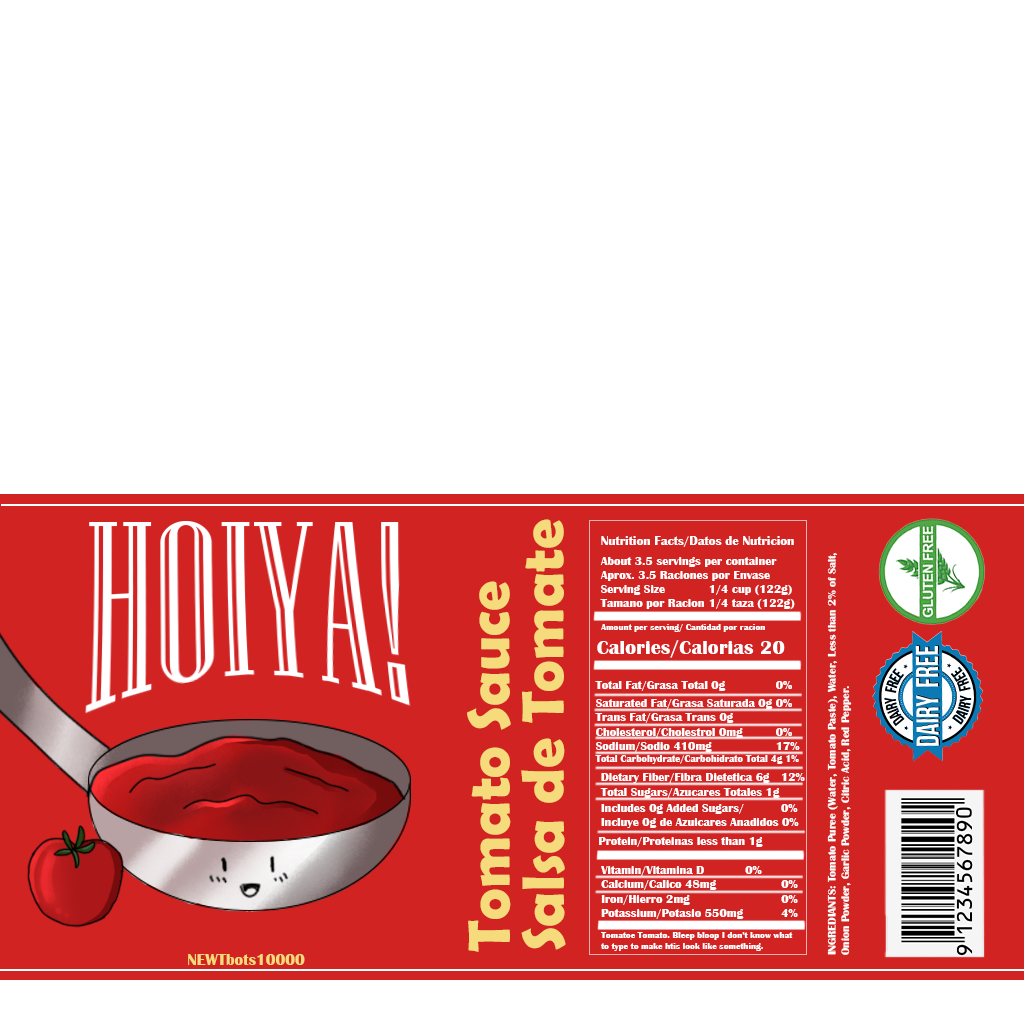 HOIYA!
NEWTbots10000
Tomato Sauce
Salsa de Tomate
Nutrition Facts/Datos de Nutricion
About 3.5 servings per container
Aprox. 3.5 Raciones por Envase
Serving Size 1/4 cup (122g)
Tamano por Racion 1/4 taza (122g)
Amount per serving/ Cantidad por racion
Calories/Calorias 20
Total Fat/Grasa Total 0g 0%
Saturated Fat/Grasa Saturada 0g 0%
Trans Fat/Grasa Trans 0g
Cholesterol/Cholestrol 0mg 0%
Sodium/Sodio 410mg 17%
Total Carbohydrate/Carbohidrato Total 4g 1%
Dietary Fiber/Fibra Dietetica 6g 12%
Total Sugars/Azucares Totales 1g
Includes 0g Added Sugars/ 0%
Incluye 0g de Azuicares Anadidos 0%
Protein/Proteinas less than 1g
Vitamin/Vitamina D 0%
Calcium/Calico 48mg 0%
Iron/Hierro 2mg 0%
Potassium/Potasio 550mg 4%
Tomatoe Tomato. Bleep bloop I don't know what
to type to make htis look like something.
INGREDIANTS: Tomato Puree (Water, Tomato Paste), Water, Less than 2% of Salt,
Onion Powder, Garlic Powder, Citric Acid, Red Pepper.
GLUTEN FREE
DAIRY FREE
DAIRY FREE
DAIRY FREE
9 1234567890